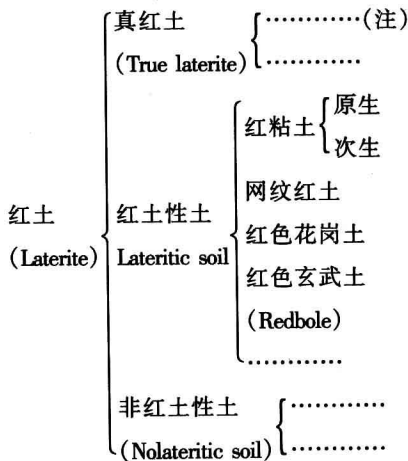 真红土
…………(注)
(True laterite)
…………
红粘土
原生
次生
网纹红土
红土
红土性土
红色花岗土
(Laterite)
Lateritic soil
红色玄武土
(Redbole)
…………
非红土性土
…………
(Nolateritic soil)
…………